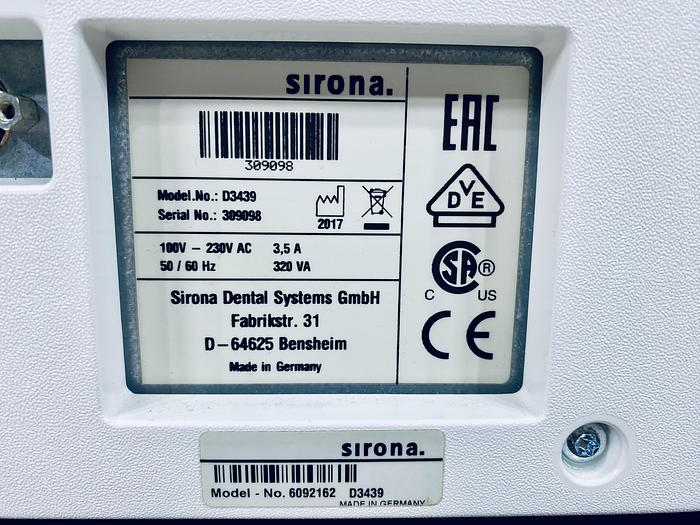 sirona.
309098
Model.No.: D3439
Serial No.: 309098
2017
100V – 230V AC 3,5 A
50 / 60 Hz 320 VA
Sirona Dental Systems GmbH
Fabrikstr. 31
D–64625 Bensheim
Made in Germany
EAC
VDE
CSA®
C US
CE
sirona.
Model - No. 6092162 D3439
MADE IN GERMANY